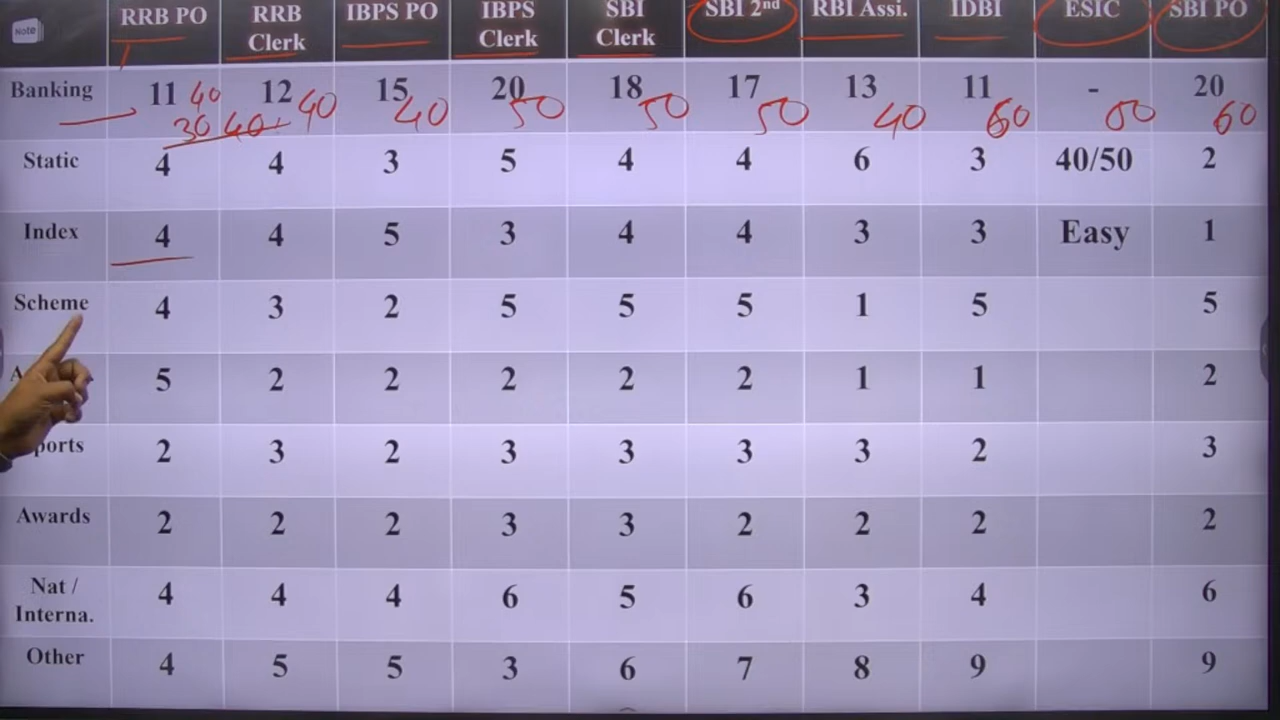 Note
RRB PO RRB Clerk IBPS PO IBPS Clerk SBI Clerk SBI 2nd RBI Assi. IDBI ESIC SBI PO
Banking 11 12 15 20 18 17 13 11 - 20
40 40 40 50 50 50 40 60 50 60
30 40
Static 4 4 3 5 4 4 6 3 40/50 2
Index 4 4 5 3 4 4 3 3 Easy 1
Scheme 4 3 2 5 5 5 1 5 5
5 2 2 2 2 2 1 1 2
ports 2 3 2 3 3 3 3 2 3
Awards 2 2 2 3 3 2 2 2 2
Nat / Interna. 4 4 4 6 5 6 3 4 6
Other 4 5 5 3 6 7 8 9 9